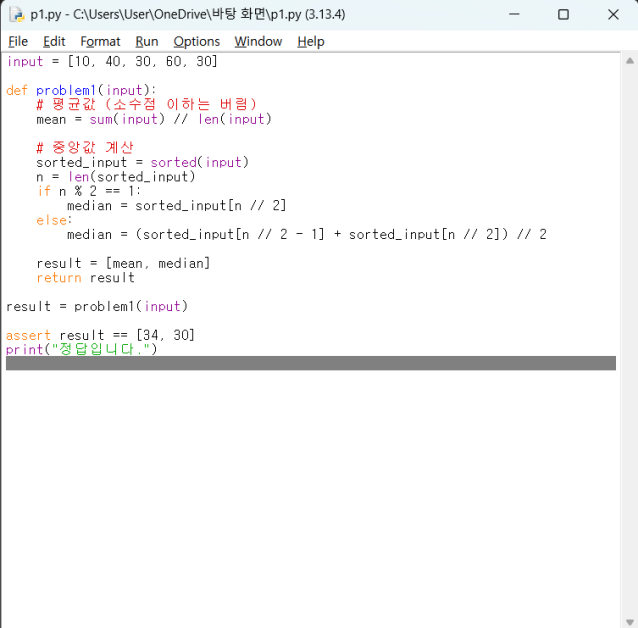 p1.py - C:\Users\User\OneDrive\바탕 화면\p1.py (3.13.4)
File Edit Format Run Options Window Help
input = [10, 40, 30, 60, 30]
def problem1(input):
    # 평균값 (소수점 이하는 버림)
    mean = sum(input) // len(input)
    # 중앙값 계산
    sorted_input = sorted(input)
    n = len(sorted_input)
    if n % 2 == 1:
        median = sorted_input[n // 2]
    else:
        median = (sorted_input[n // 2 - 1] + sorted_input[n // 2]) // 2
    result = [mean, median]
    return result
result = problem1(input)
assert result == [34, 30]
print("정답입니다.")